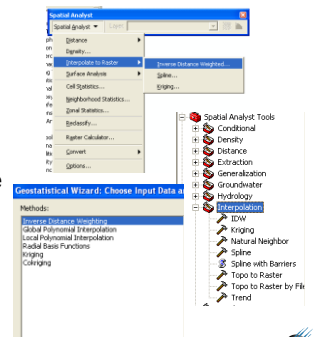 Spatial Analyst
Spatial Analyst
Layer:
Distance
Density...
Interpolate to Raster
Surface Analysis
Cell Statistics...
Neighborhood Statistics...
Zonal Statistics...
Reclassify...
Raster Calculator...
Convert
Options...
Inverse Distance Weighted...
Spline...
Kriging...
Spatial Analyst Tools
Conditional
Density
Distance
Extraction
Generalization
Groundwater
Hydrology
Interpolation
IDW
Kriging
Natural Neighbor
Spline
Spline with Barriers
Topo to Raster
Topo to Raster by File
Trend
Geostatistical Wizard: Choose Input Data a
Methods:
Inverse Distance Weighting
Global Polynomial Interpolation
Local Polynomial Interpolation
Radial Basis Functions
Kriging
Cokriging